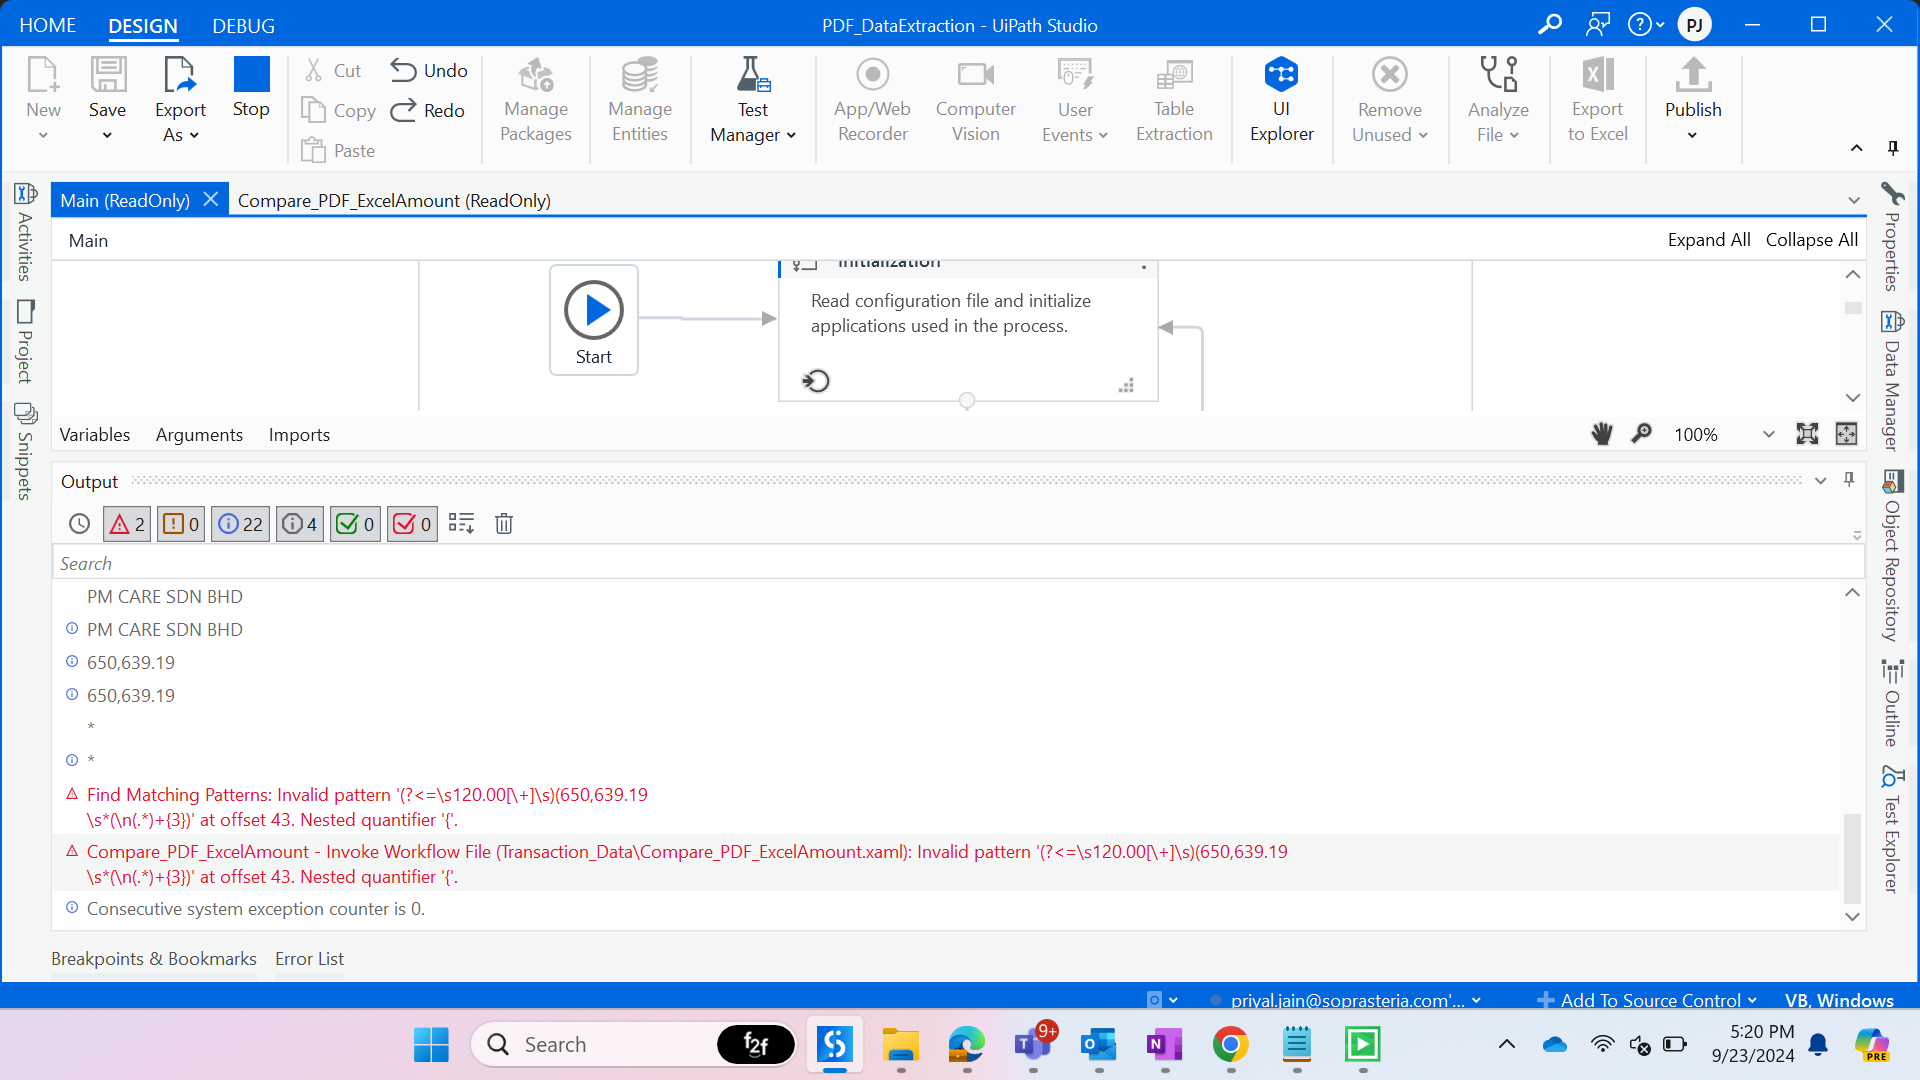 HOME DESIGN DEBUG PDF_DataExtraction - UiPath Studio PJ
New Save Export As Stop Cut Copy Paste Undo Redo Manage Packages Manage Entities Test Manager App/Web Recorder Computer Vision User Events Table Extraction UI Explorer Remove Unused Analyze File Export to Excel Publish
Main (ReadOnly) Compare_PDF_ExcelAmount (ReadOnly)
Main Expand All Collapse All
Activities
Project
Snippets
Initialization
Read configuration file and initialize
applications used in the process.
Start
Variables Arguments Imports 100%
Properties
Data Manager
Object Repository
Outline
Test Explorer
Output
2 0 22 4 0 0
Search
PM CARE SDN BHD
PM CARE SDN BHD
650,639.19
650,639.19
*
*
Find Matching Patterns: Invalid pattern '(?<=\s120.00[\+]\s)(650,639.19
\s*(\n(.*)+{3})' at offset 43. Nested quantifier '{'.
Compare_PDF_ExcelAmount - Invoke Workflow File (Transaction_Data\Compare_PDF_ExcelAmount.xaml): Invalid pattern '(?<=\s120.00[\+]\s)(650,639.19
\s*(\n(.*)+{3})' at offset 43. Nested quantifier '{'.
Consecutive system exception counter is 0.
Breakpoints & Bookmarks Error List
priyal.jain@soprasteria.com'... Add To Source Control VB, Windows
Search f2f 9+ 5:20 PM
9/23/2024
PRE